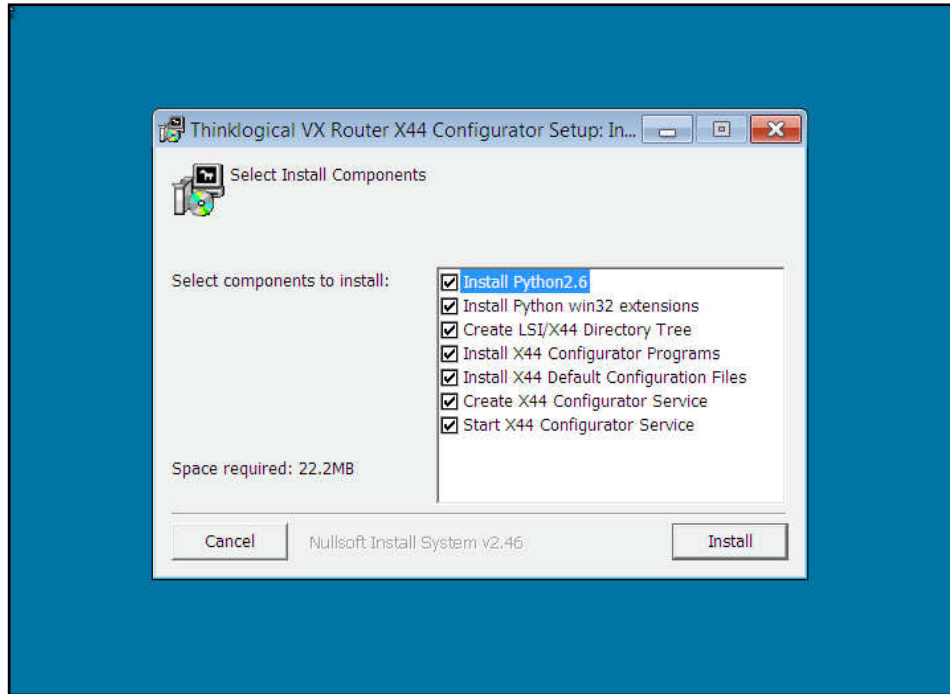 Thinklogical VX Router X44 Configurator Setup: In...
Select Install Components
Select components to install:
Install Python2.6
Install Python win32 extensions
Create LSI/X44 Directory Tree
Install X44 Configurator Programs
Install X44 Default Configuration Files
Create X44 Configurator Service
Start X44 Configurator Service
Space required: 22.2MB
Cancel
Nullsoft Install System v2.46
Install